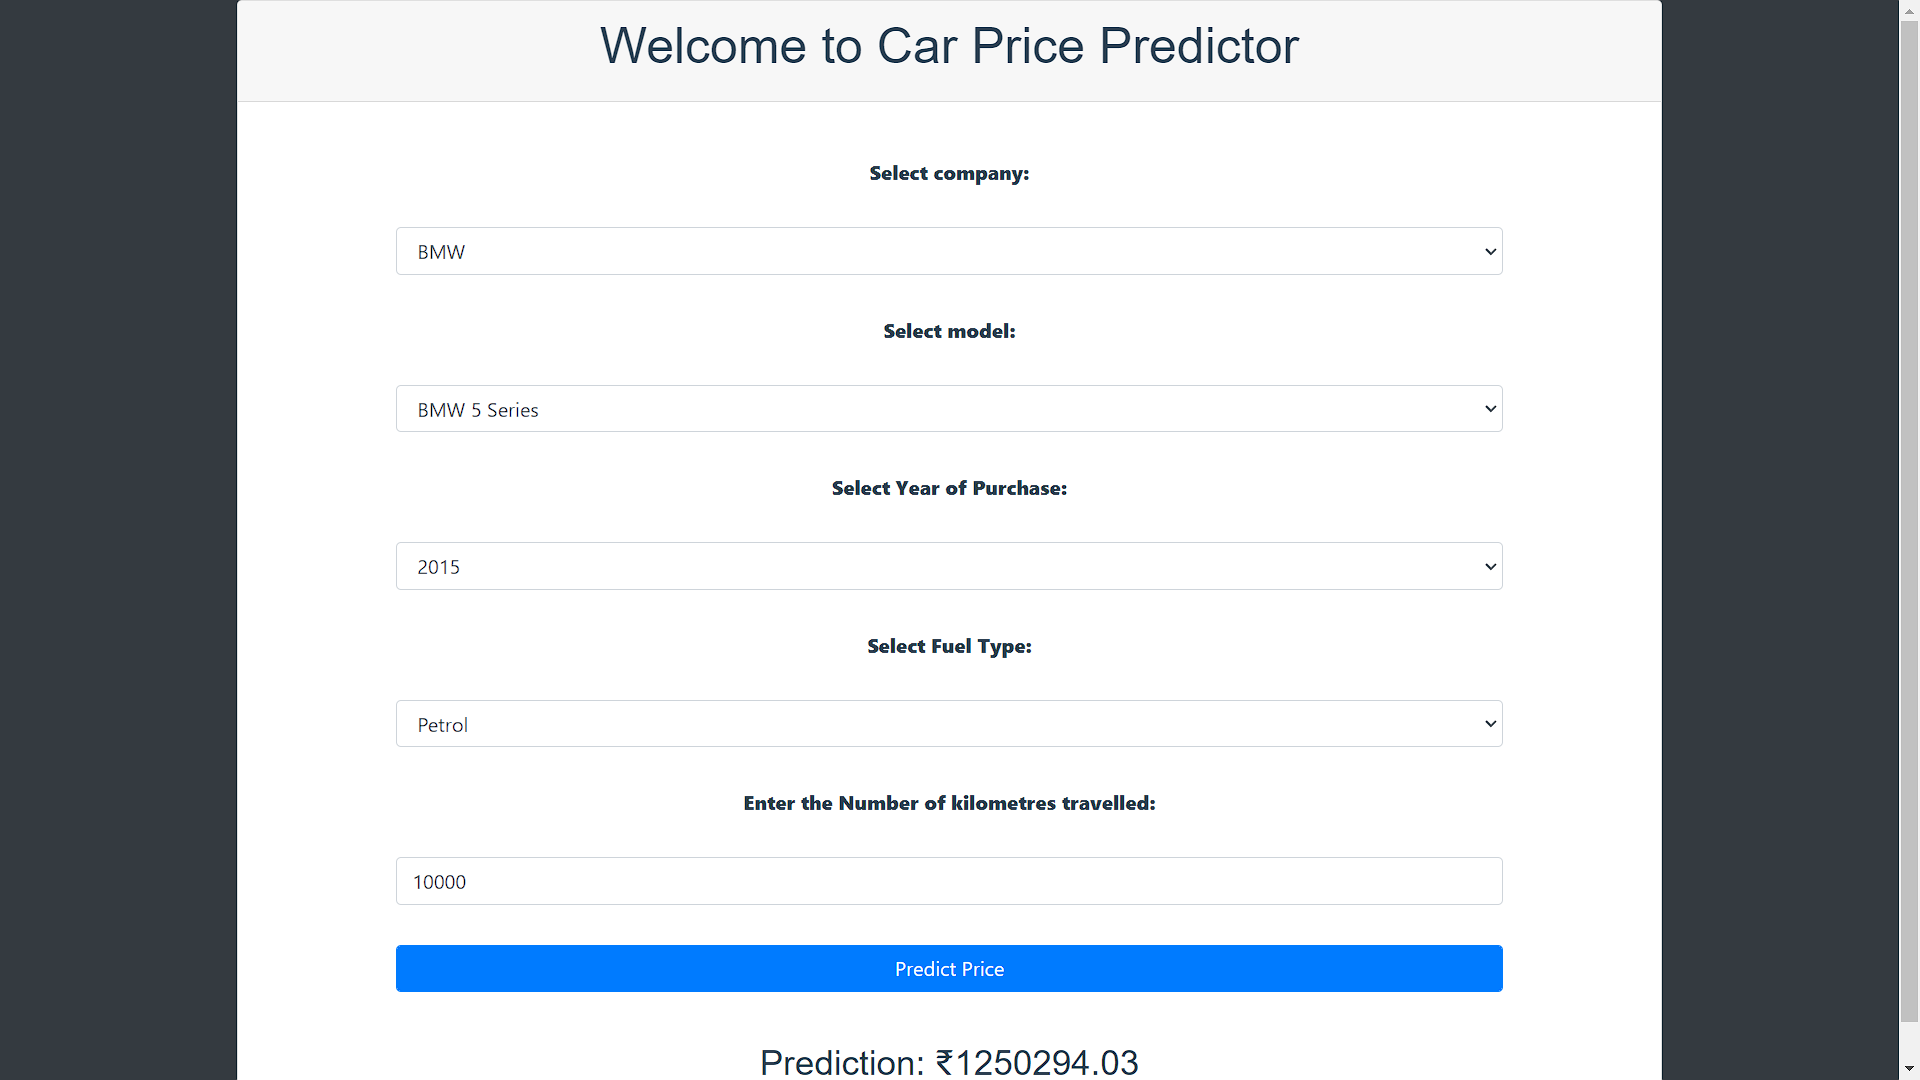 Welcome to Car Price Predictor
Select company:
BMW
Select model:
BMW 5 Series
Select Year of Purchase:
2015
Select Fuel Type:
Petrol
Enter the Number of kilometres travelled:
10000
Predict Price
Prediction: ₹1250294.03